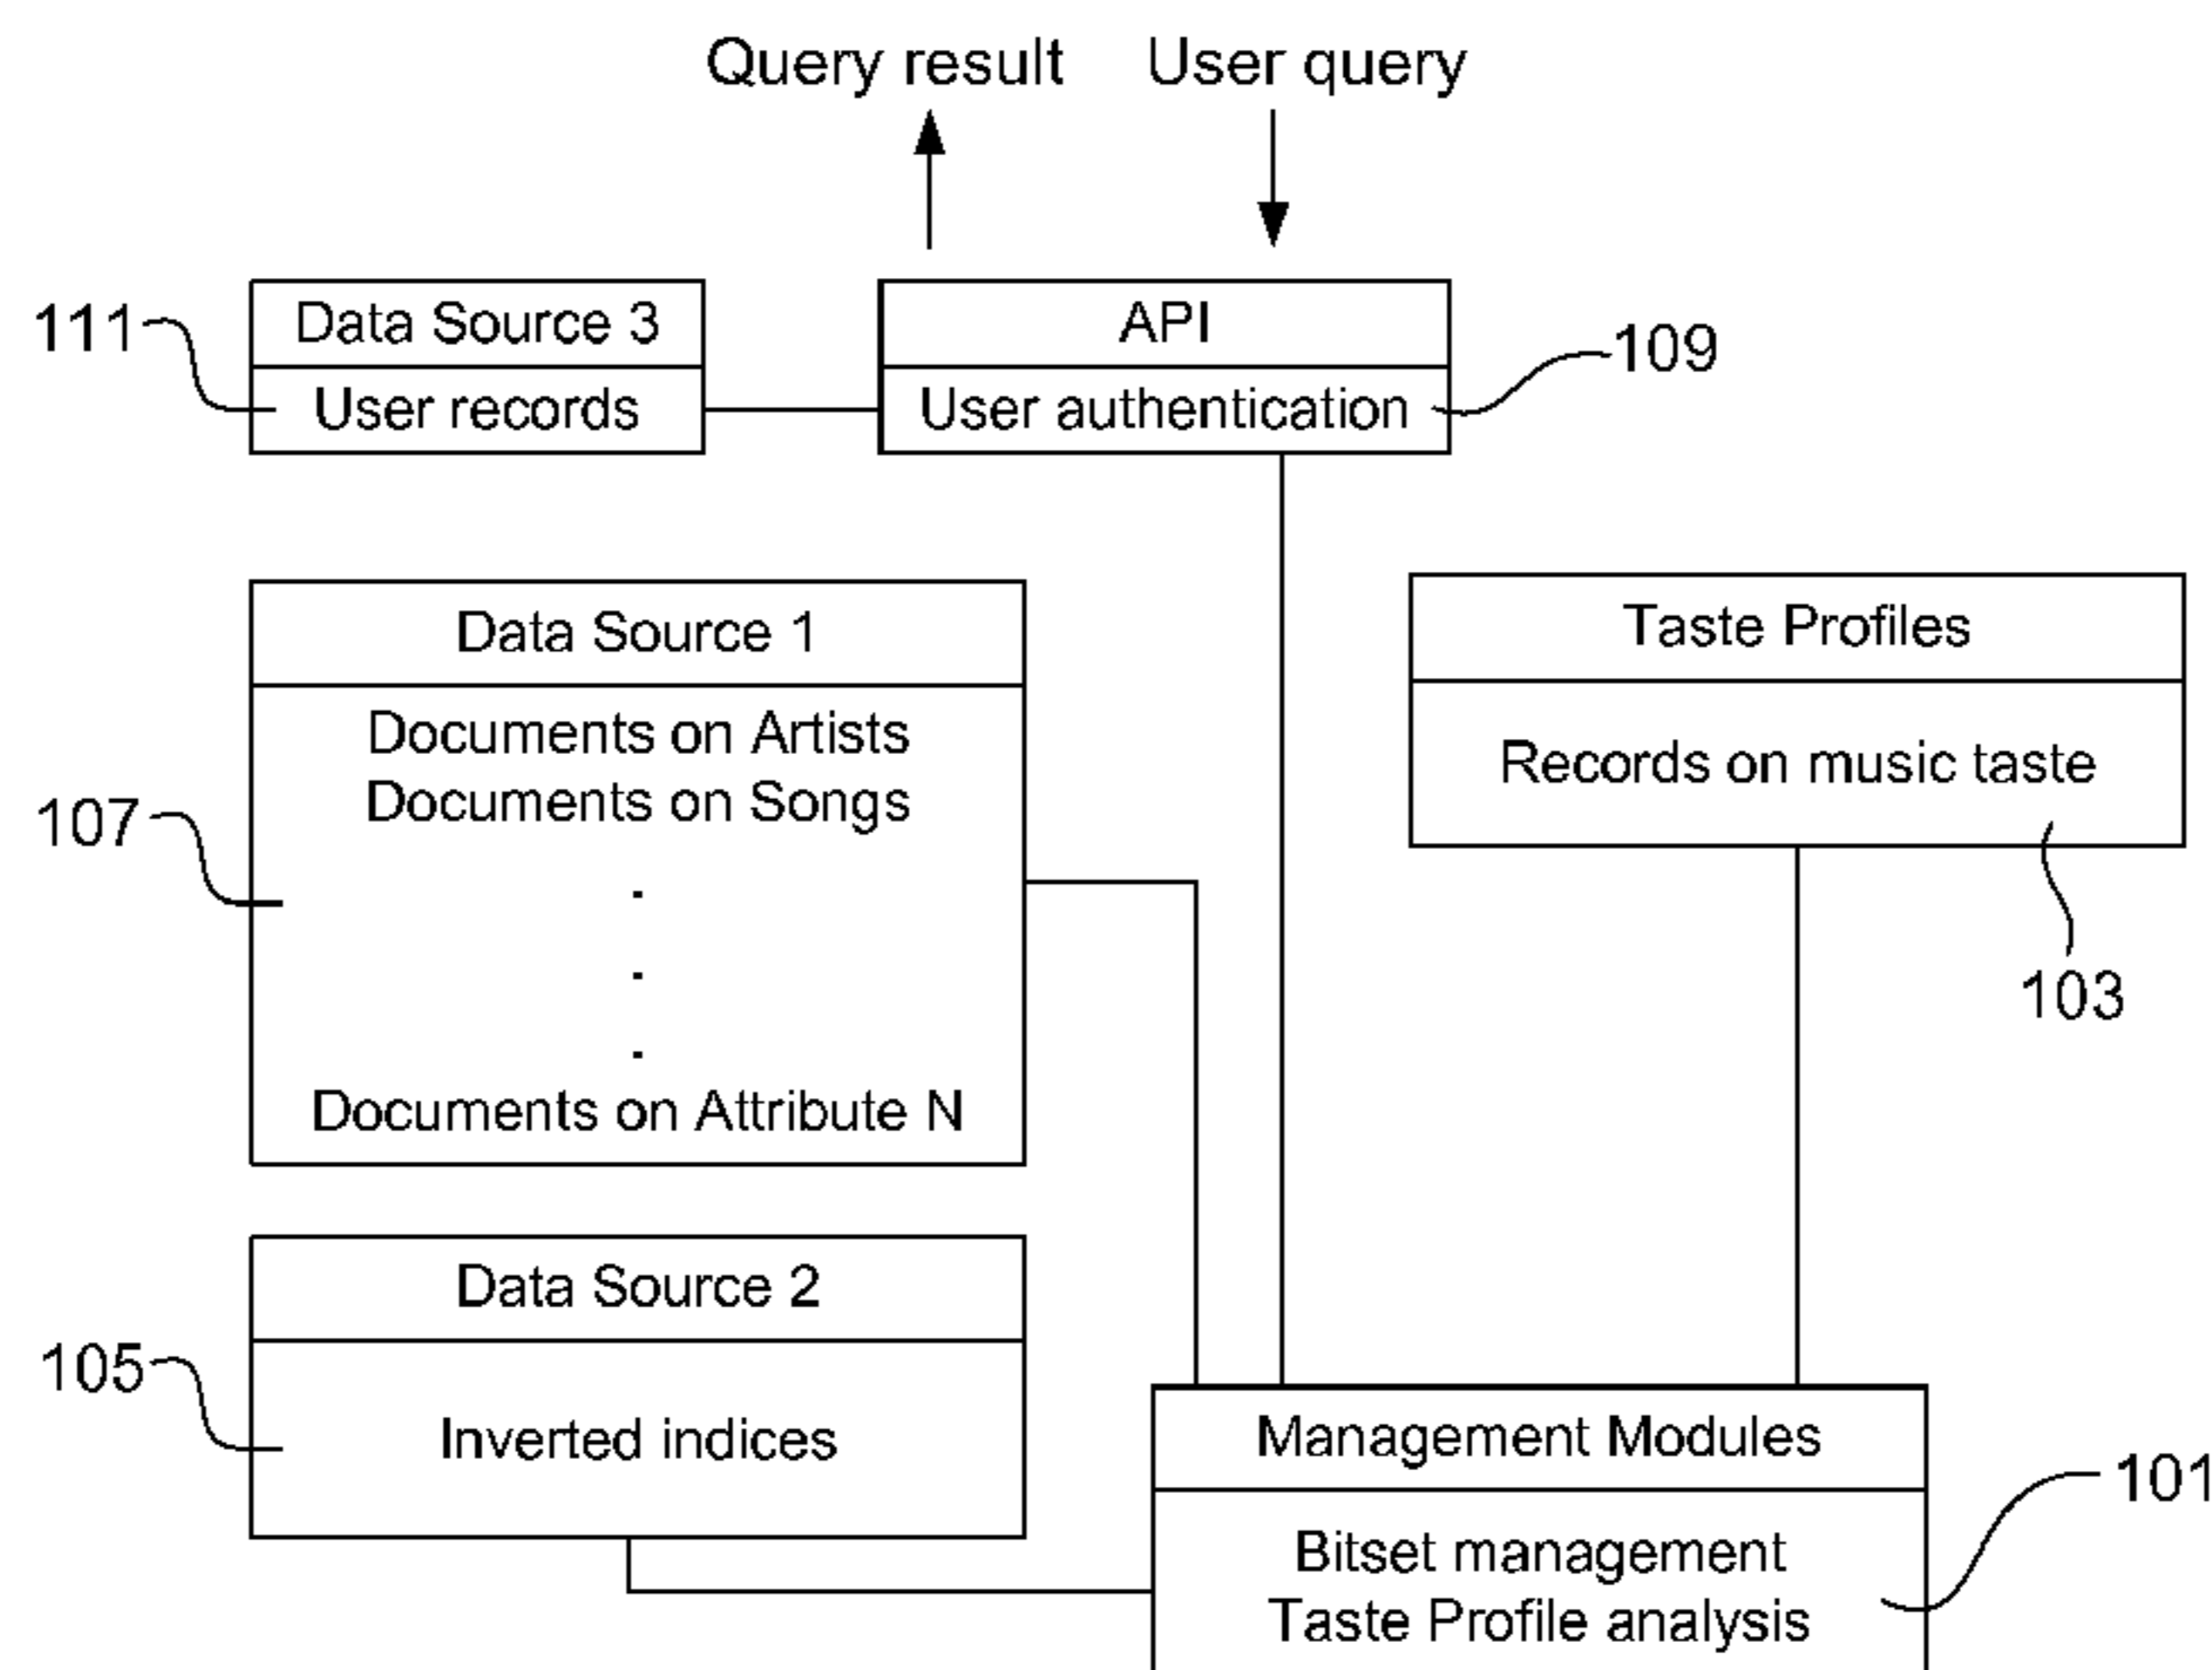 Query result User query
111
Data Source 3
User records
API
User authentication
109
107
Data Source 1
Documents on Artists
Documents on Songs
.
.
.
Documents on Attribute N
Taste Profiles
Records on music taste
103
105
Data Source 2
Inverted indices
Management Modules
Bitset management
Taste Profile analysis
101